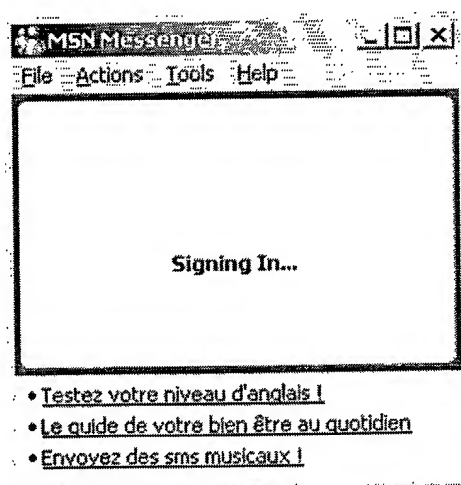 MSN Messenger
File Actions Tools Help
Signing In...
• Testez votre niveau d'anglais !
• Le guide de votre bien être au quotidien
• Envoyez des sms musicaux !